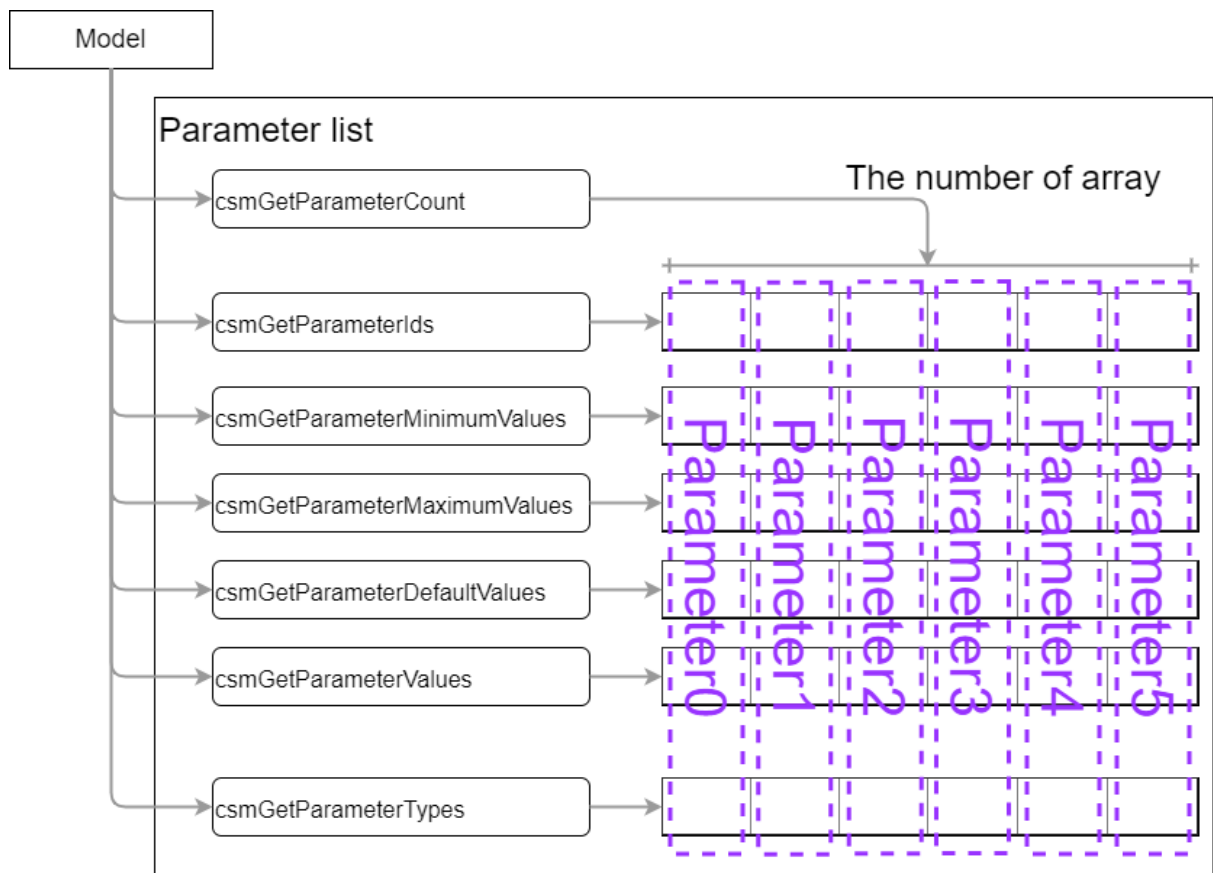 Model
Parameter list
The number of array
csmGetParameterCount
csmGetParameterIds
csmGetParameterMinimumValues
csmGetParameterMaximumValues
csmGetParameterDefaultValues
csmGetParameterValues
csmGetParameterTypes
Parameter0
Parameter1
Parameter2
Parameter3
Parameter4
Parameter5